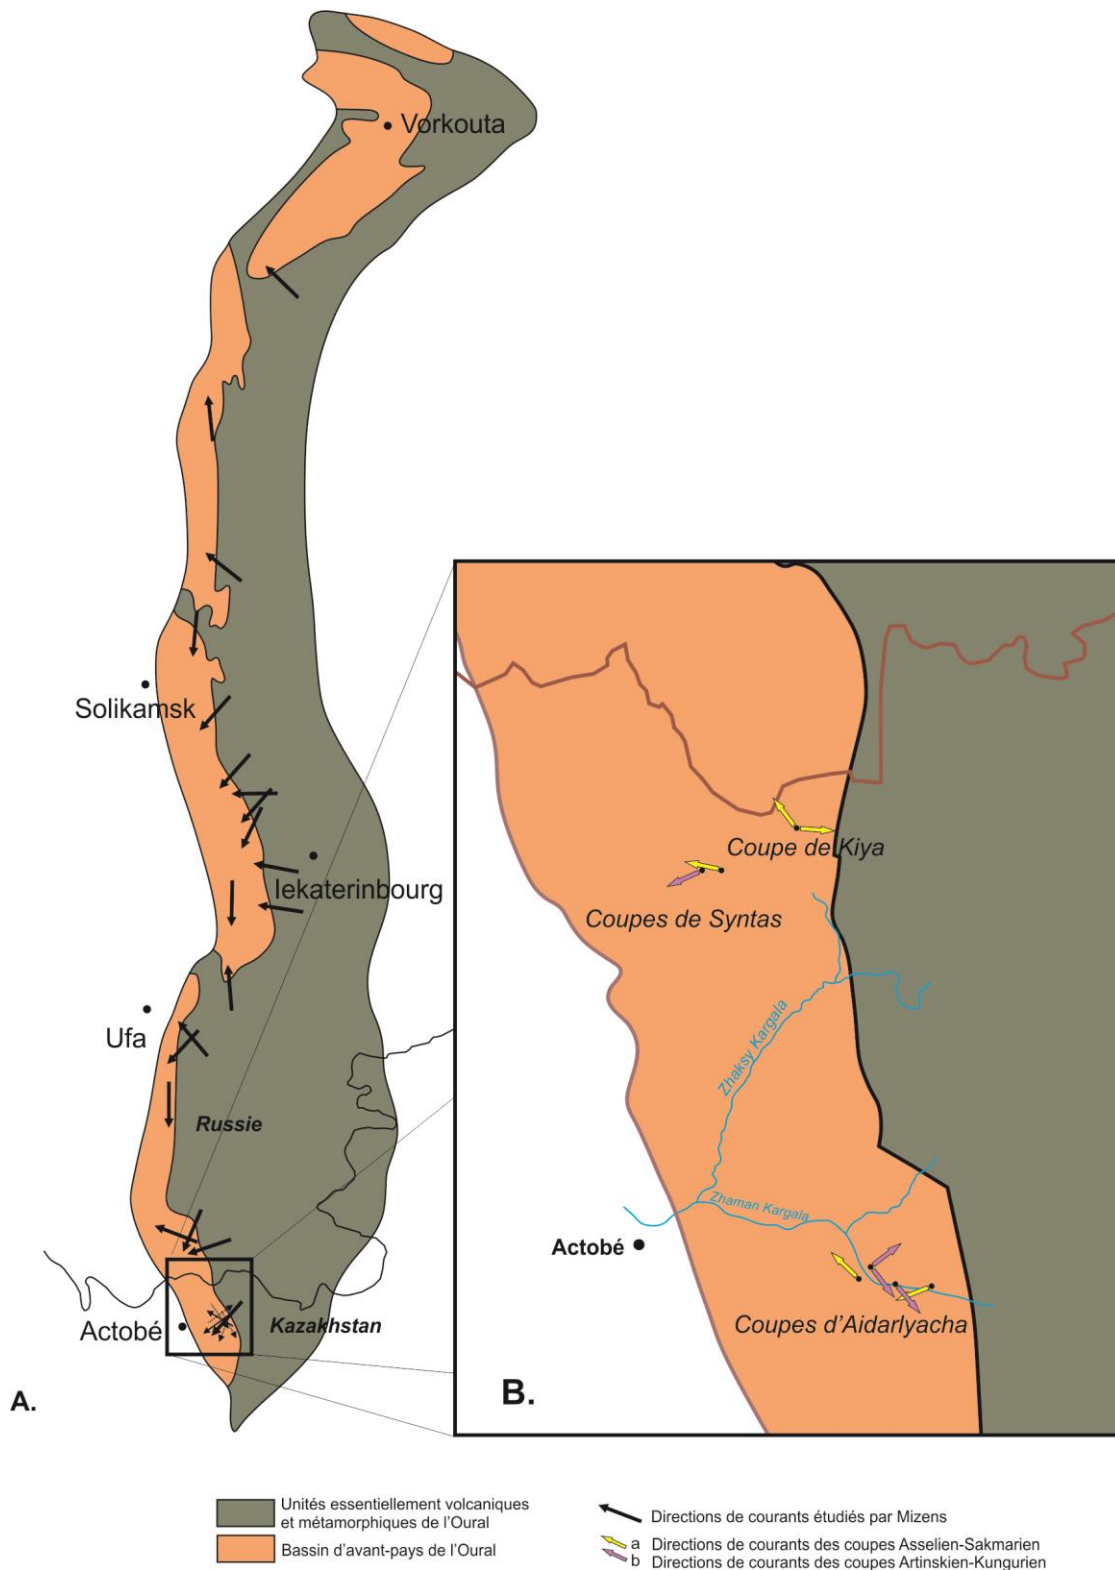 Vorkouta
Solikamsk
Iekaterinbourg
Ufa
Russie
Actobé
Kazakhstan
A.
Coupe de Kiya
Coupes de Syntas
Zhaksy Kargala
Zhaman Kargala
Actobé
Coupes d'Aidarlyacha
B.
Unités essentiellement volcaniques
et métamorphiques de l'Oural
Bassin d'avant-pays de l'Oural
Directions de courants étudiés par Mizens
a Directions de courants des coupes Asselien-Sakmarien
b Directions de courants des coupes Artinskien-Kungurien